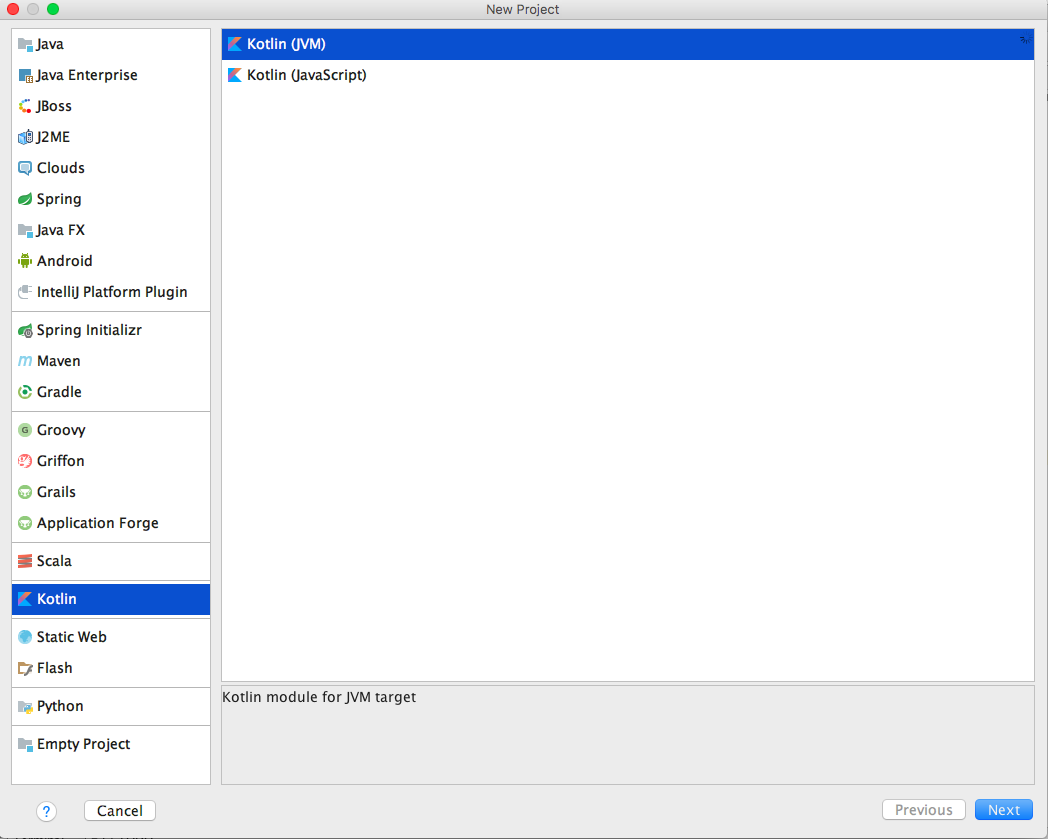 New Project
Java
Java Enterprise
JBoss
J2ME
Clouds
Spring
Java FX
Android
IntelliJ Platform Plugin
Spring Initializr
Maven
Gradle
Groovy
Griffon
Grails
Application Forge
Scala
Kotlin
Static Web
Flash
Python
Empty Project
Kotlin (JVM)
Kotlin (JavaScript)
Kotlin module for JVM target
?
Cancel
Previous
Next